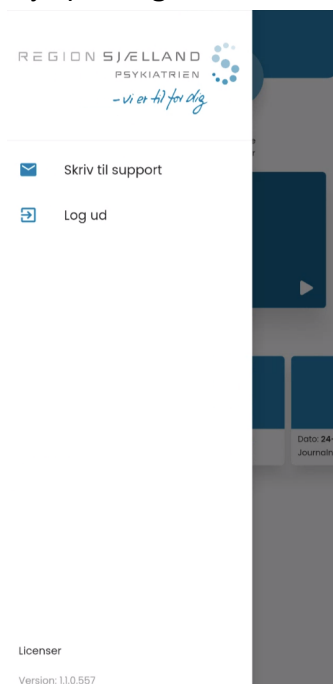 REGION SJÆLLAND
PSYKIATRIEN
- vi er til for dig
Skriv til support
Log ud
Dato: 24-
Journaln
Licenser
Version: 1.1.0.557